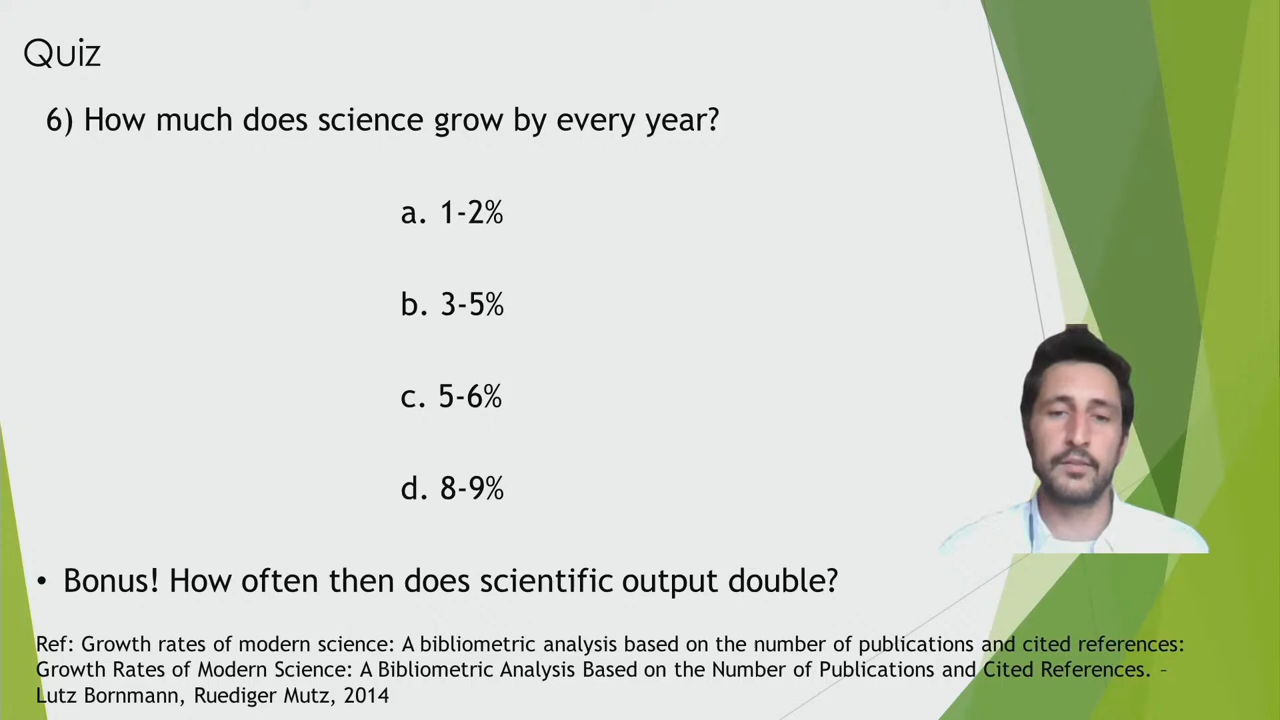 Quiz
6) How much does science grow by every year?
a. 1-2%
b. 3-5%
c. 5-6%
d. 8-9%
• Bonus! How often then does scientific output double?
Ref: Growth rates of modern science: A bibliometric analysis based on the number of publications and cited references:
Growth Rates of Modern Science: A Bibliometric Analysis Based on the Number of Publications and Cited References. –
Lutz Bornmann, Ruediger Mutz, 2014